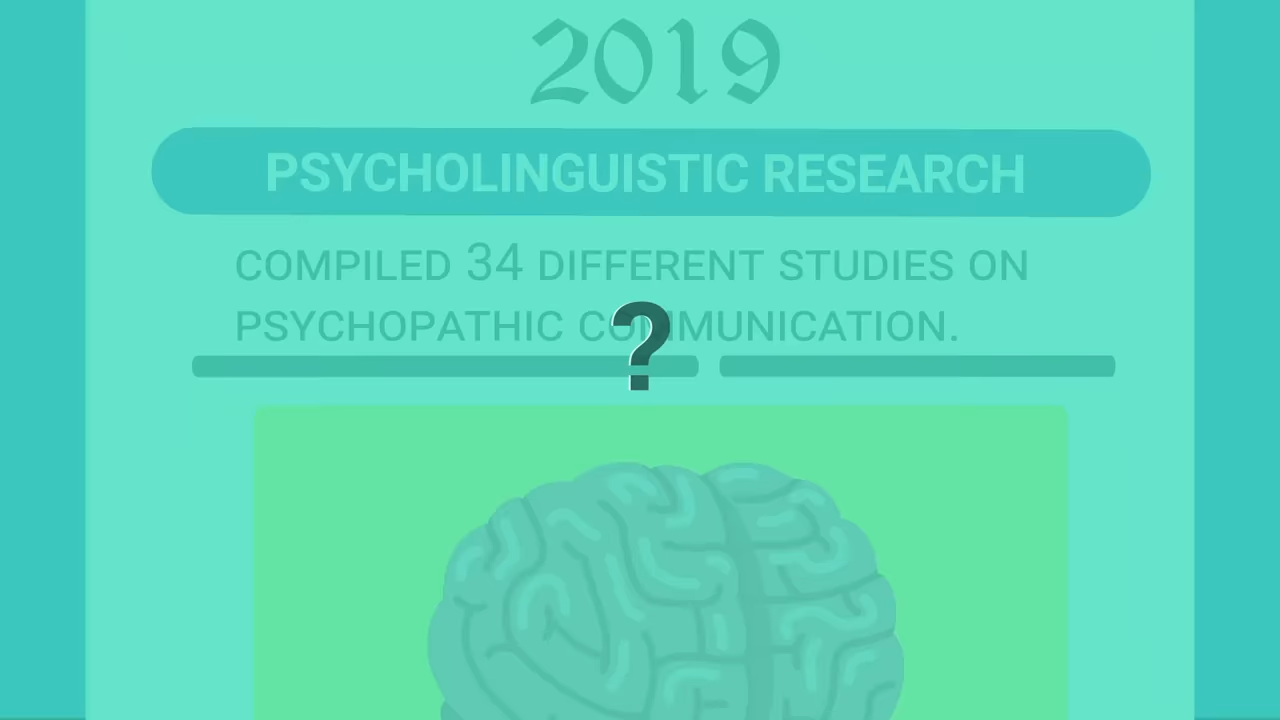 2019
PSYCHOLINGUISTIC RESEARCH
COMPILED 34 DIFFERENT STUDIES ON
PSYCHOPATHIC COMMUNICATION.
?